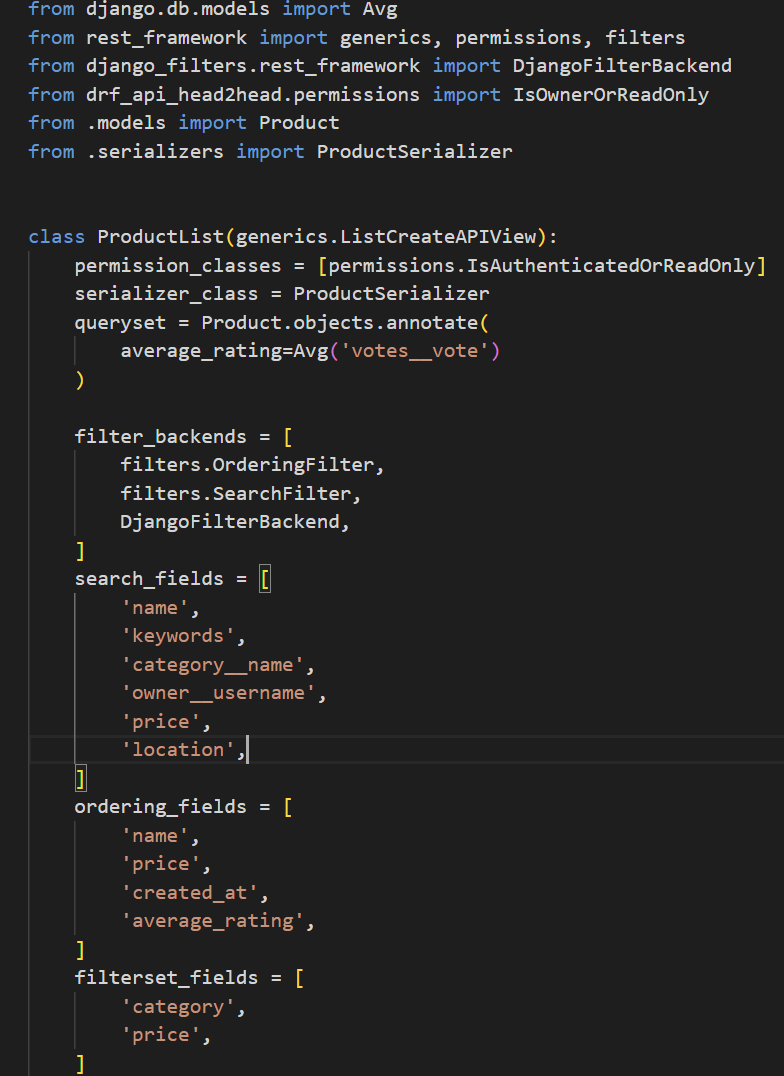 from django.db.models import Avg
from rest_framework import generics, permissions, filters
from django_filters.rest_framework import DjangoFilterBackend
from drf_api_head2head.permissions import IsOwnerOrReadOnly
from .models import Product
from .serializers import ProductSerializer
class ProductList(generics.ListCreateAPIView):
    permission_classes = [permissions.IsAuthenticatedOrReadOnly]
    serializer_class = ProductSerializer
    queryset = Product.objects.annotate(
        average_rating=Avg('votes__vote')
    )
    filter_backends = [
        filters.OrderingFilter,
        filters.SearchFilter,
        DjangoFilterBackend,
    ]
    search_fields = [
        'name',
        'keywords',
        'category__name',
        'owner__username',
        'price',
        'location',
    ]
    ordering_fields = [
        'name',
        'price',
        'created_at',
        'average_rating',
    ]
    filterset_fields = [
        'category',
        'price',
    ]